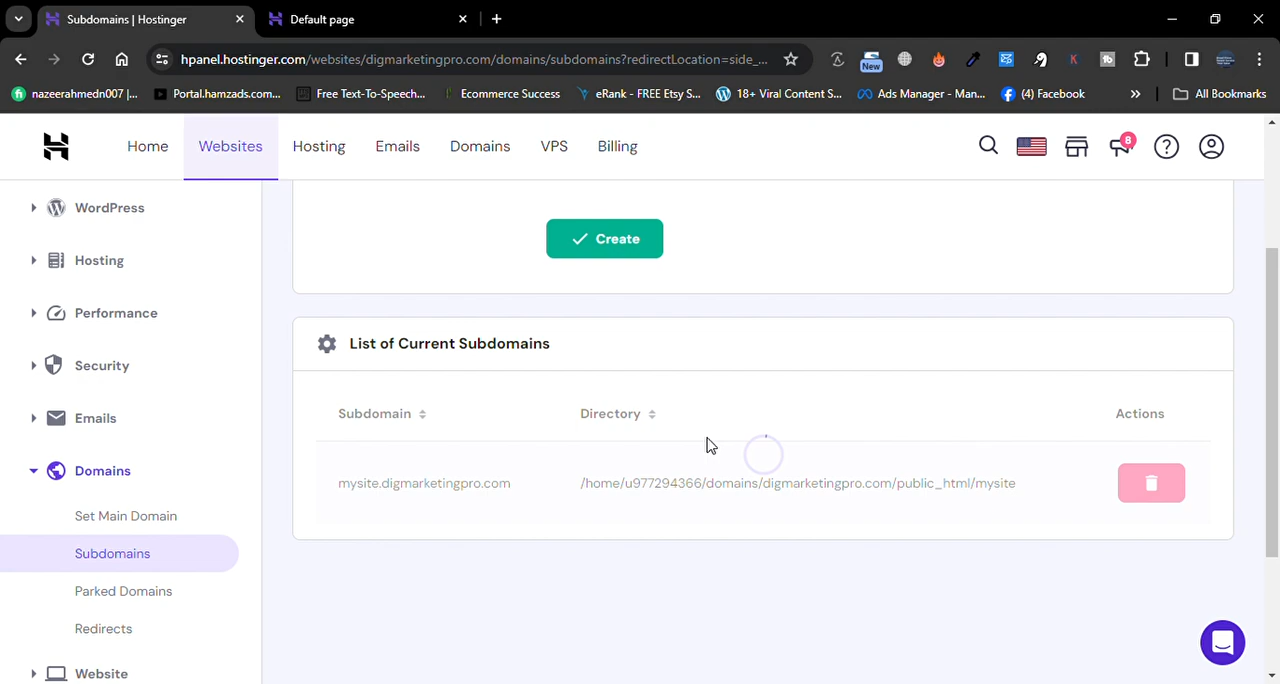 Subdomains | Hostinger
Default page
hpanel.hostinger.com/websites/digmarketingpro.com/domains/subdomains?redirectLocation=side_...
New
nazeerahmedn007 |...
Portal.hamzads.com...
Free Text-To-Speech...
Ecommerce Success
eRank - FREE Etsy S...
18+ Viral Content S...
Ads Manager - Man...
(4) Facebook
All Bookmarks
Home
Websites
Hosting
Emails
Domains
VPS
Billing
8
WordPress
Hosting
Performance
Security
Emails
Domains
Set Main Domain
Subdomains
Parked Domains
Redirects
Website
Create
List of Current Subdomains
Subdomain
Directory
Actions
mysite.digmarketingpro.com
/home/u977294366/domains/digmarketingpro.com/public_html/mysite